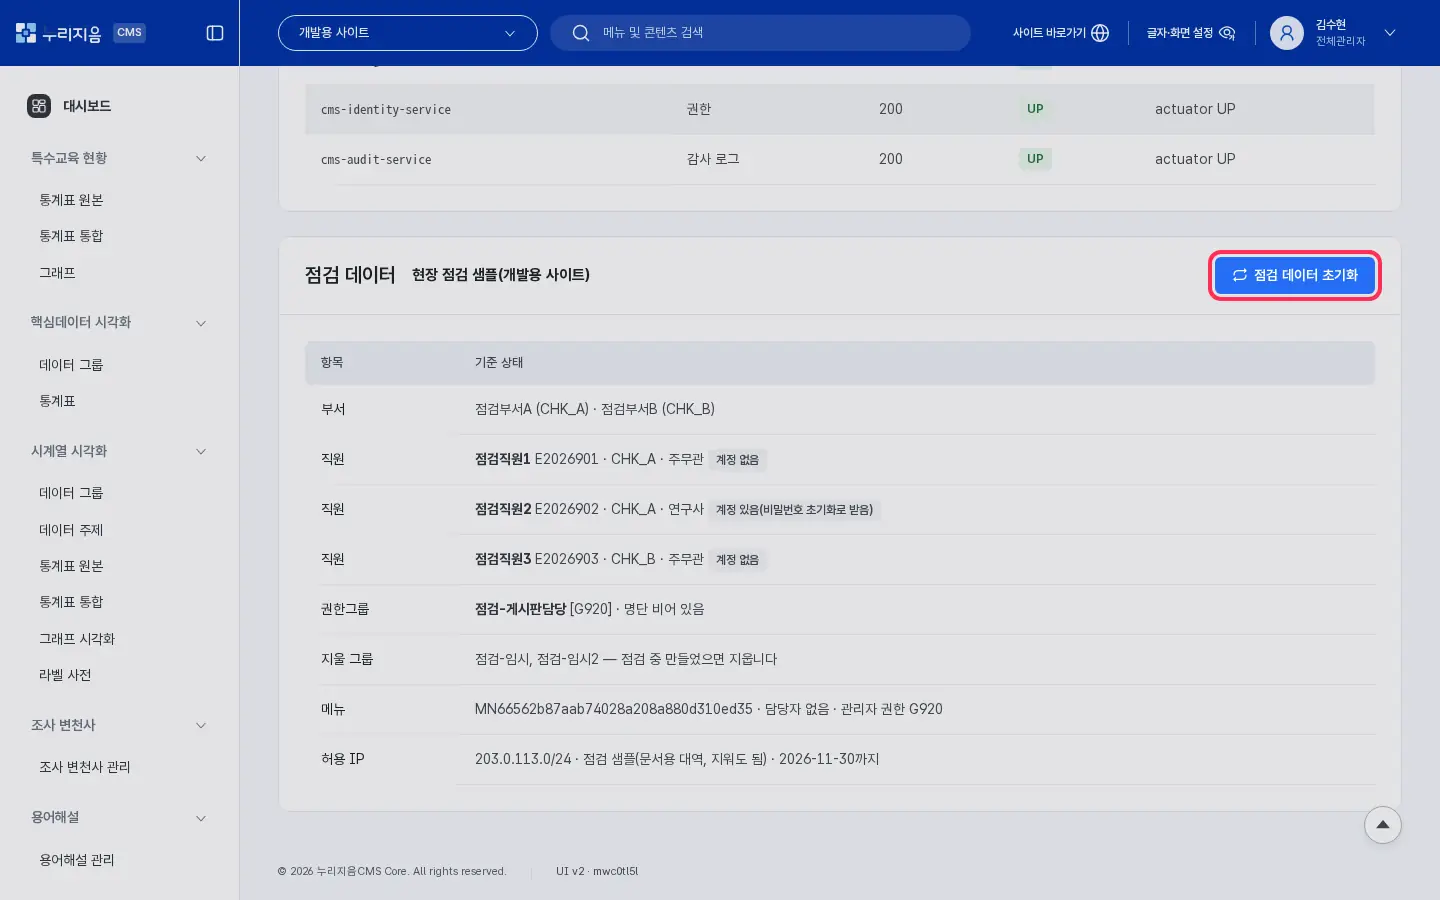 누리지음 CMS
개발용 사이트
메뉴 및 콘텐츠 검색
사이트 바로가기
글자·화면 설정
김수현
전체관리자
대시보드
특수교육 현황
통계표 원본
통계표 통합
그래프
핵심데이터 시각화
데이터 그룹
통계표
시계열 시각화
데이터 그룹
데이터 주제
통계표 원본
통계표 통합
그래프 시각화
라벨 사전
조사 변천사
조사 변천사 관리
용어해설
용어해설 관리
cms-identity-service 권한 200 UP actuator UP
cms-audit-service 감사 로그 200 UP actuator UP
점검 데이터 현장 점검 샘플(개발용 사이트)
점검 데이터 초기화
항목 기준 상태
부서 점검부서A (CHK_A) · 점검부서B (CHK_B)
직원 점검직원1 E2026901 · CHK_A · 주무관 계정 없음
직원 점검직원2 E2026902 · CHK_A · 연구사 계정 있음(비밀번호 초기화로 받음)
직원 점검직원3 E2026903 · CHK_B · 주무관 계정 없음
권한그룹 점검-게시판담당 [G920] · 명단 비어 있음
지울 그룹 점검-임시, 점검-임시2 — 점검 중 만들었으면 지웁니다
메뉴 MN66562b87aab74028a208a880d310ed35 · 담당자 없음 · 관리자 권한 G920
허용 IP 203.0.113.0/24 · 점검 샘플(문서용 대역, 지워도 됨) · 2026-11-30까지
© 2026 누리지음CMS Core. All rights reserved.
UI v2 · mwc0tl5l